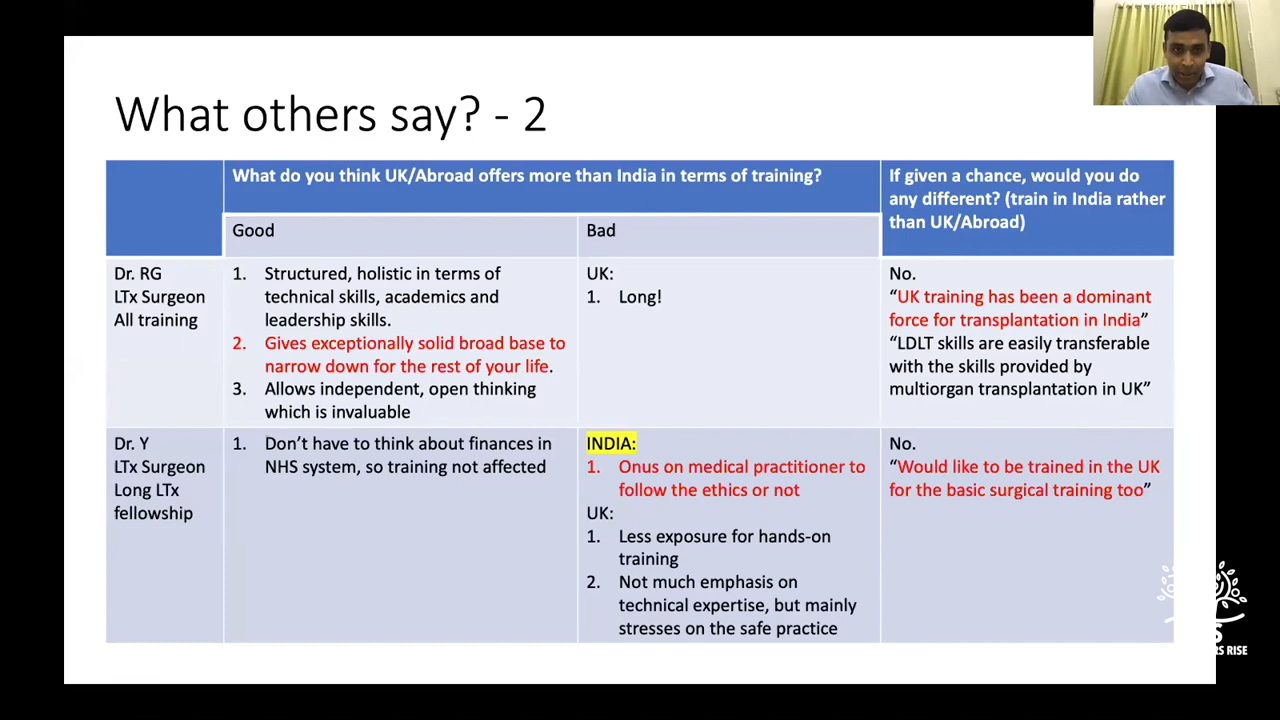 What others say? - 2
What do you think UK/Abroad offers more than India in terms of training?
If given a chance, would you do
any different? (train in India rather
than UK/Abroad)
Good
Bad
Dr. RG
LTx Surgeon
All training
1. Structured, holistic in terms of
technical skills, academics and
leadership skills.
2. Gives exceptionally solid broad base to
narrow down for the rest of your life.
3. Allows independent, open thinking
which is invaluable
UK:
1. Long!
No.
“UK training has been a dominant
force for transplantation in India”
“LDLT skills are easily transferable
with the skills provided by
multiorgan transplantation in UK”
Dr. Y
LTx Surgeon
Long LTx
fellowship
1. Don’t have to think about finances in
NHS system, so training not affected
INDIA:
1. Onus on medical practitioner to
follow the ethics or not
UK:
1. Less exposure for hands-on
training
2. Not much emphasis on
technical expertise, but mainly
stresses on the safe practice
No.
“Would like to be trained in the UK
for the basic surgical training too”
RISE